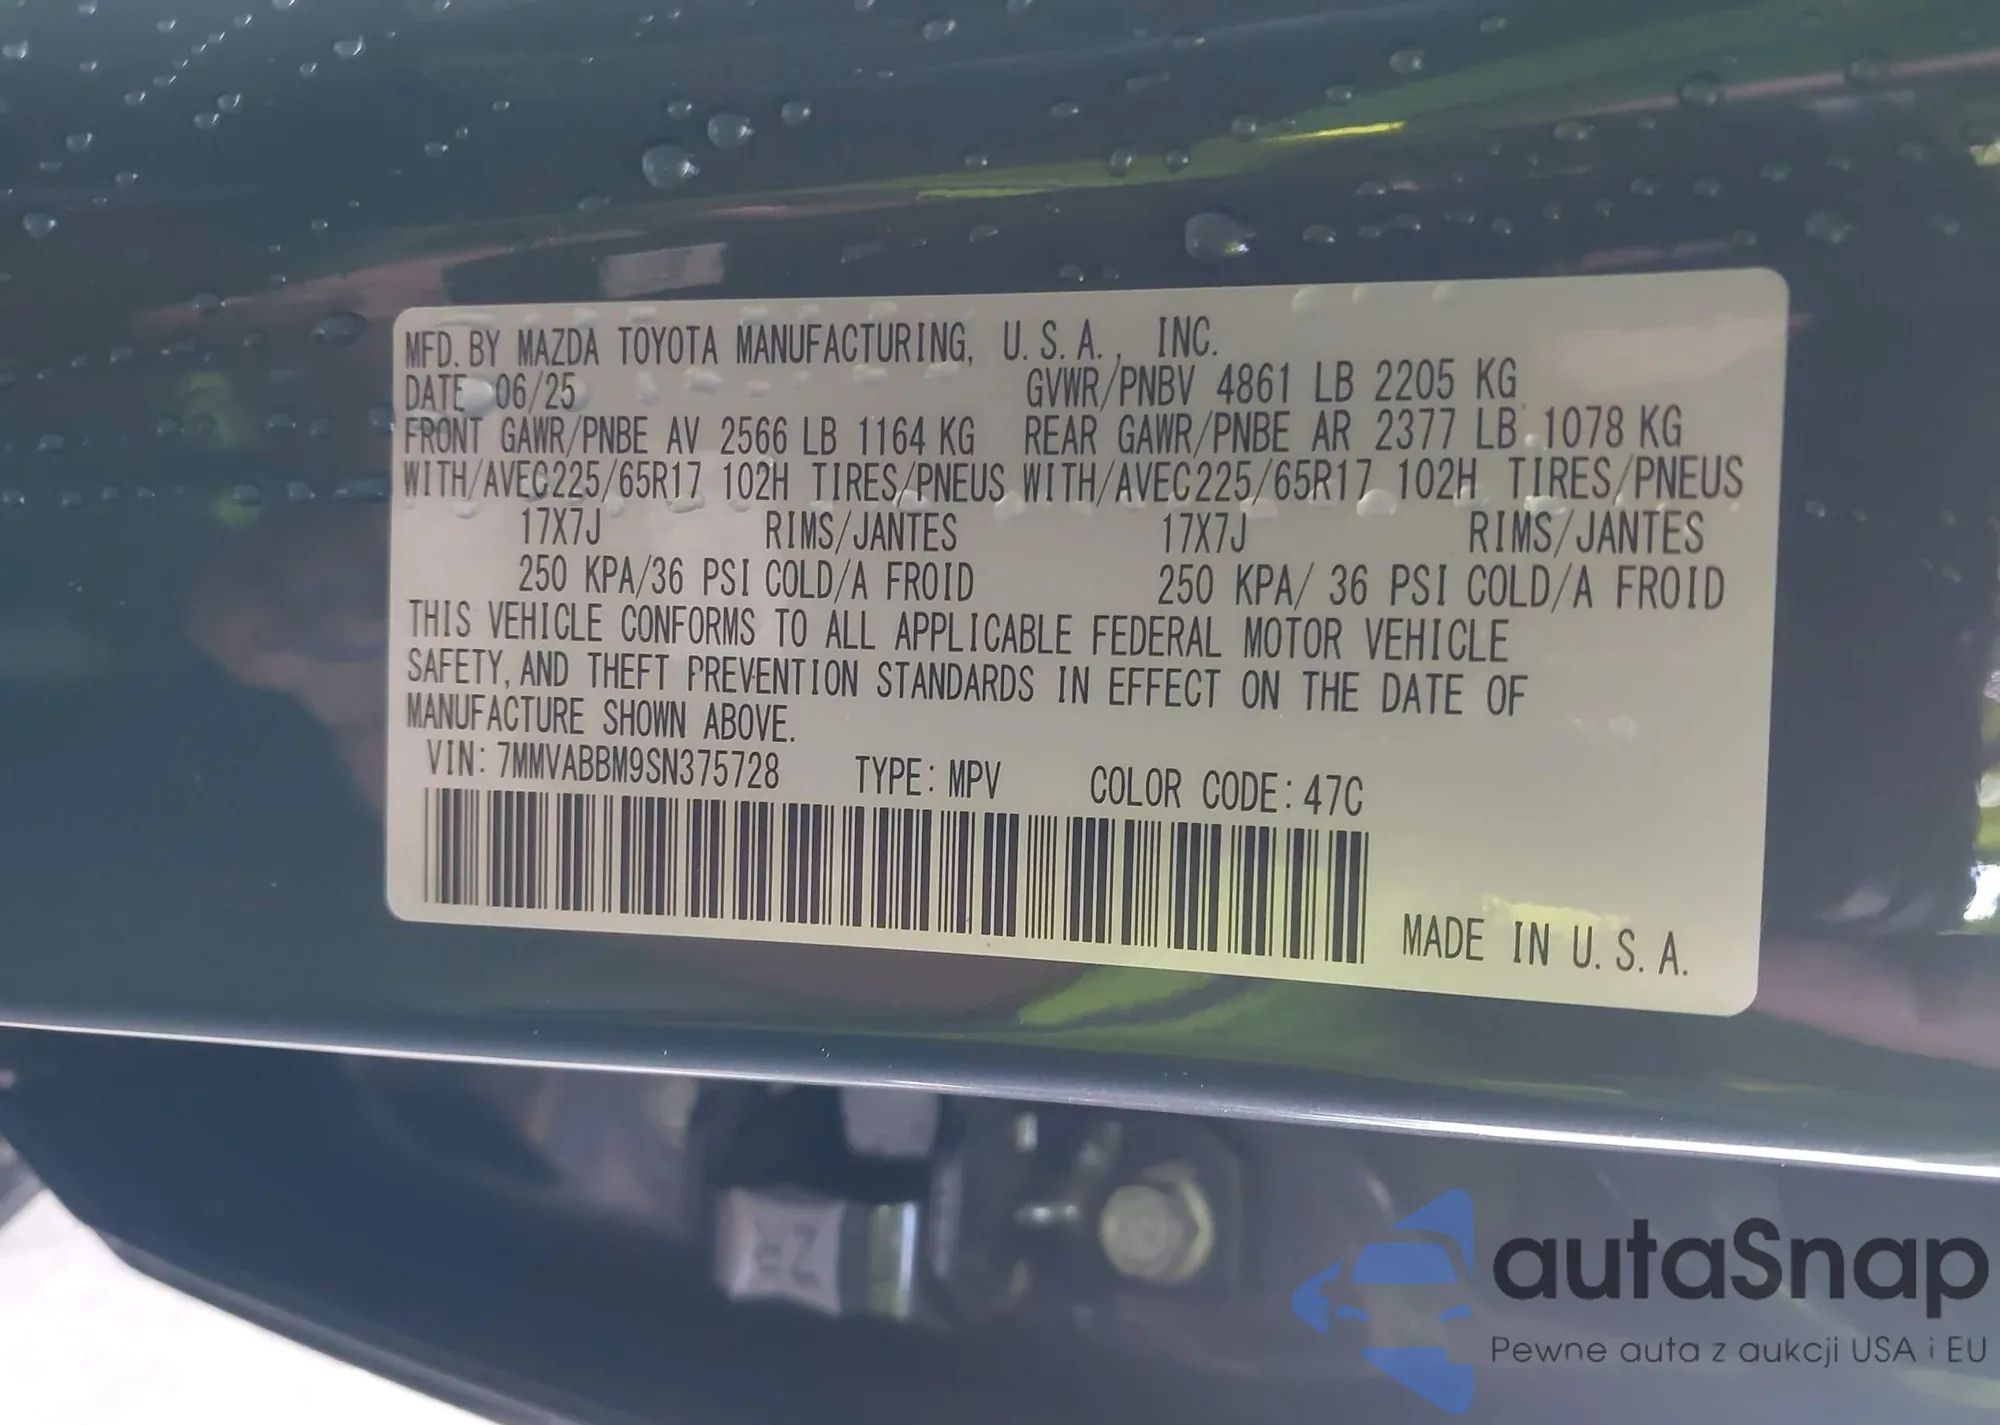 MFD. BY MAZDA TOYOTA MANUFACTURING, U.S.A., INC.
DATE 06/25 GVWR/PNBV 4861 LB 2205 KG
FRONT GAWR/PNBE AV 2566 LB 1164 KG REAR GAWR/PNBE AR 2377 LB 1078 KG
WITH/AVEC225/65R17 102H TIRES/PNEUS WITH/AVEC225/65R17 102H TIRES/PNEUS
17X7J RIMS/JANTES 17X7J RIMS/JANTES
250 KPA/36 PSI COLD/A FROID 250 KPA/ 36 PSI COLD/A FROID
THIS VEHICLE CONFORMS TO ALL APPLICABLE FEDERAL MOTOR VEHICLE
SAFETY, AND THEFT PREVENTION STANDARDS IN EFFECT ON THE DATE OF
MANUFACTURE SHOWN ABOVE.
VIN: 7MMVABBM9SN375728 TYPE: MPV COLOR CODE: 47C
MADE IN U.S.A.
autaSnap
Pewne auta z aukcji USA i EU